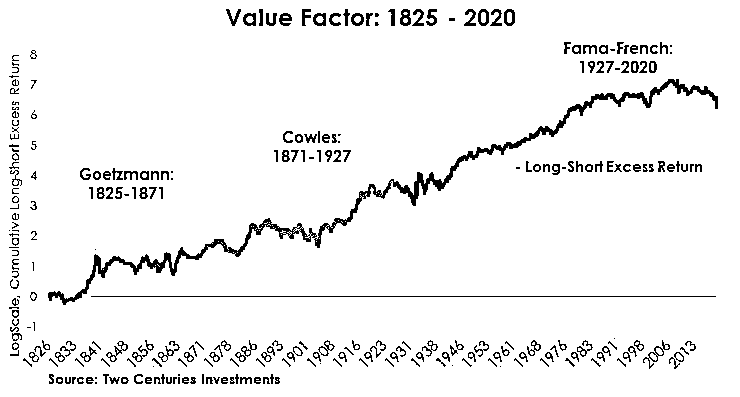 Value Factor: 1825 - 2020
LogScale, Cumulative Long-Short Excess Return
8
7
6
5
4
3
2
1
0
-1
Fama-French:
1927-2020
Cowles:
1871-1927
Goetzmann:
1825-1871
- Long-Short Excess Return
1826 1833 1841 1848 1856 1863 1871 1878 1886 1893 1901 1908 1916 1923 1931 1938 1946 1953 1961 1968 1976 1983 1991 1998 2006 2013
Source: Two Centuries Investments